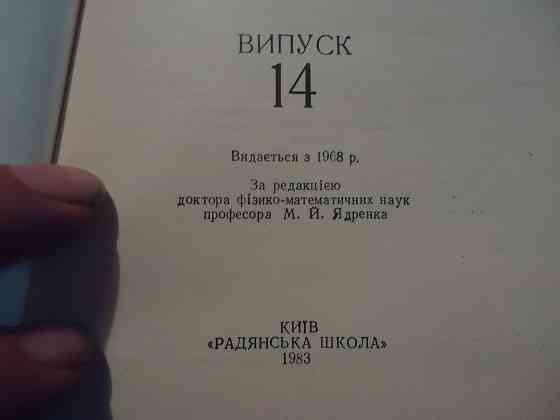 ВИПУСК
14
Видається з 1968 р.
За редакцією
доктора фізико-математичних наук
професора М. Й. Ядренка
КИЇВ
«РАДЯНСЬКА ШКОЛА»
1983